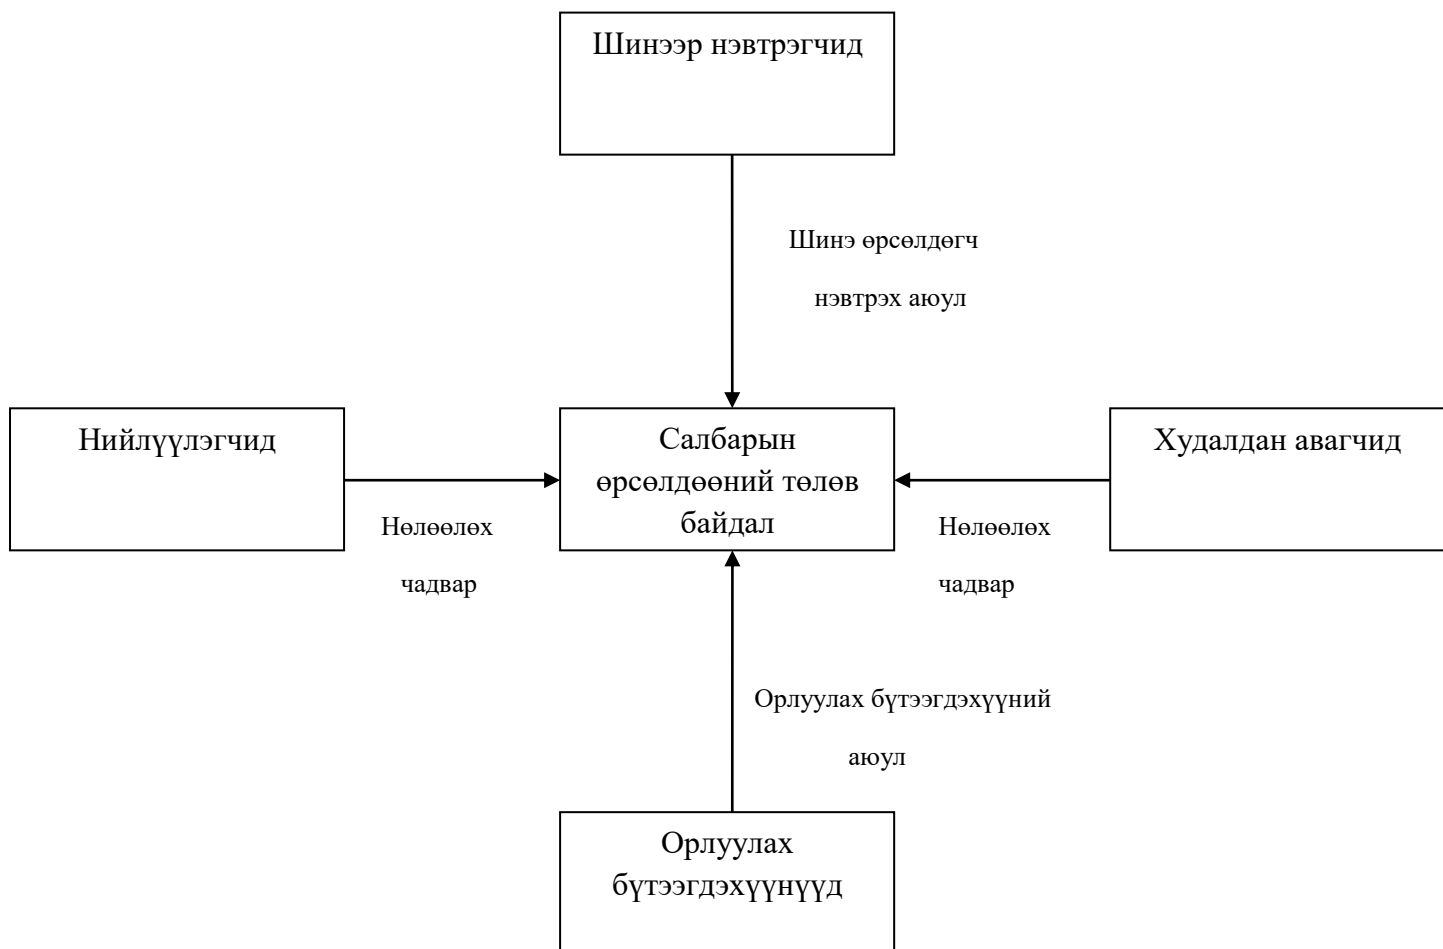 Шинээр нэвтрэгчид
Шинэ өрсөлдөгч
нэвтрэх аюул
Нийлүүлэгчид
Нөлөөлөх
чадвар
Салбарын
өрсөлдөөний төлөв
байдал
Худалдан авагчид
Нөлөөлөх
чадвар
Орлуулах бүтээгдэхүүний
аюул
Орлуулах
бүтээгдэхүүнүүд